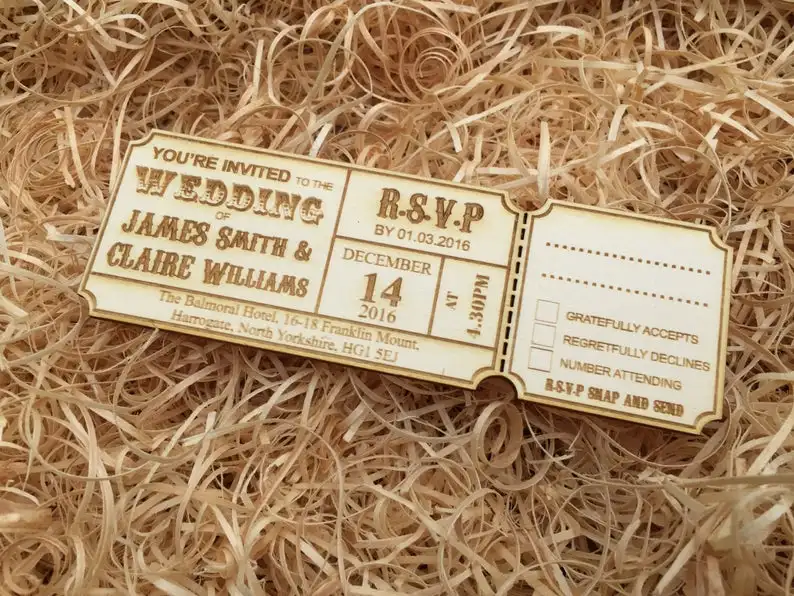 YOU'RE INVITED TO THE
WEDDING
OF
JAMES SMITH &
CLAIRE WILLIAMS
R.S.V.P
BY 01.03.2016
DECEMBER
14
2016
AT
4.30PM
The Balmoral Hotel, 16-18 Franklin Mount,
Harrogate, North Yorkshire, HG1 5EJ
GRATEFULLY ACCEPTS
REGRETFULLY DECLINES
NUMBER ATTENDING
R.S.V.P SNAP AND SEND